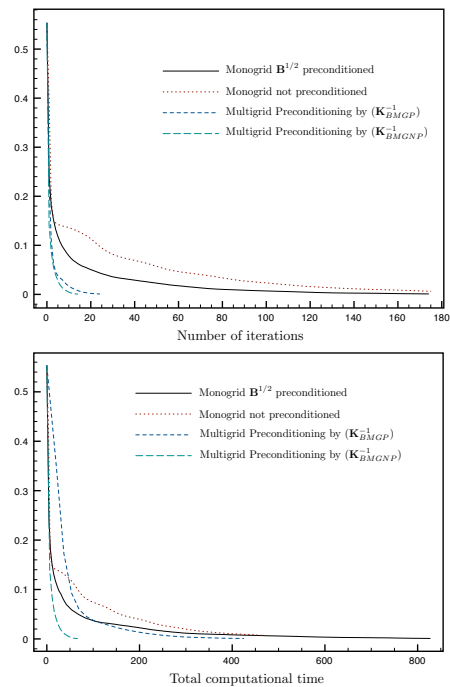 0.5
Monogrid B^{1/2} preconditioned
Monogrid not preconditioned
0.4
Multigrid Preconditioning by (K_{BMGP}^{-1})
Multigrid Preconditioning by (K_{BMGNP}^{-1})
0.3
0.2
0.1
0
0 20 40 60 80 100 120 140 160 180
Number of iterations
0.5
Monogrid B^{1/2} preconditioned
Monogrid not preconditioned
0.4
Multigrid Preconditioning by (K_{BMGP}^{-1})
Multigrid Preconditioning by (K_{BMGNP}^{-1})
0.3
0.2
0.1
0
0 200 400 600 800
Total computational time